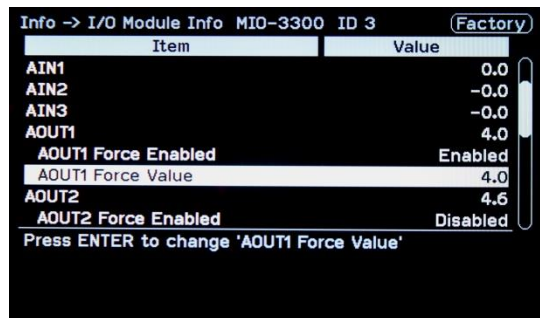 Info -> I/O Module Info MIO-3300 ID 3 Factory
Item Value
AIN1 0.0
AIN2 -0.0
AIN3 -0.0
AOUT1 4.0
AOUT1 Force Enabled Enabled
AOUT1 Force Value 4.0
AOUT2 4.6
AOUT2 Force Enabled Disabled
Press ENTER to change 'AOUT1 Force Value'